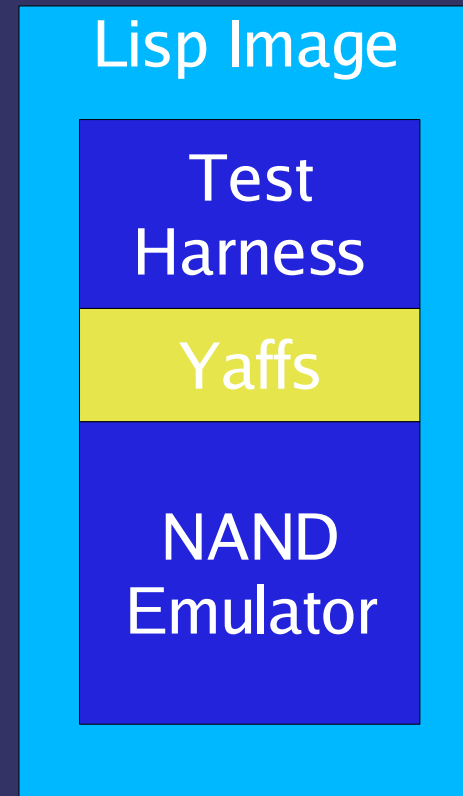 Lisp Image
Test
Harness
Yaffs
NAND
Emulator